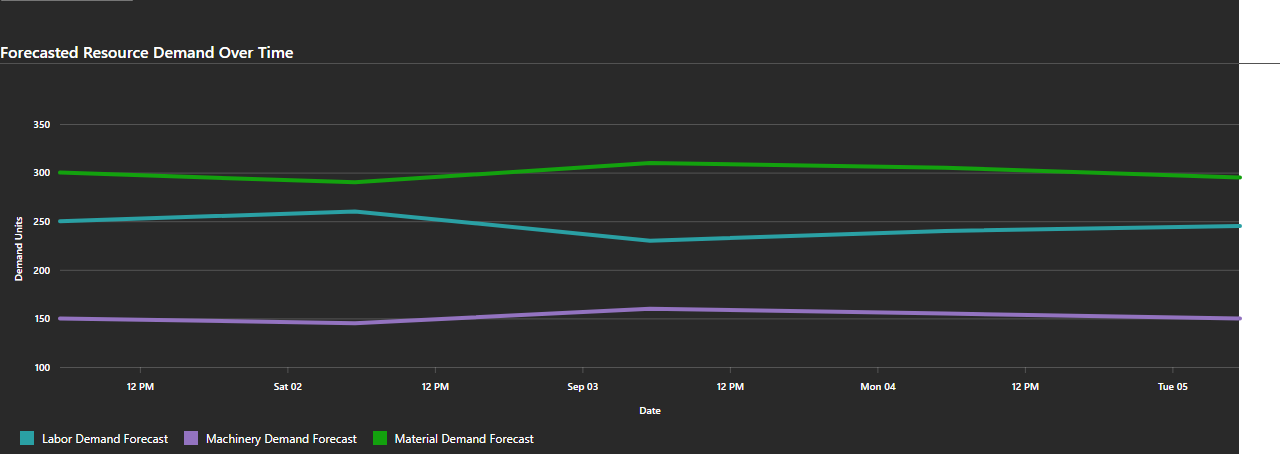 Forecasted Resource Demand Over Time
350
300
250
200
150
100
Demand Units
12 PM Sat 02 12 PM Sep 03 12 PM Mon 04 12 PM Tue 05
Date
Labor Demand Forecast Machinery Demand Forecast Material Demand Forecast